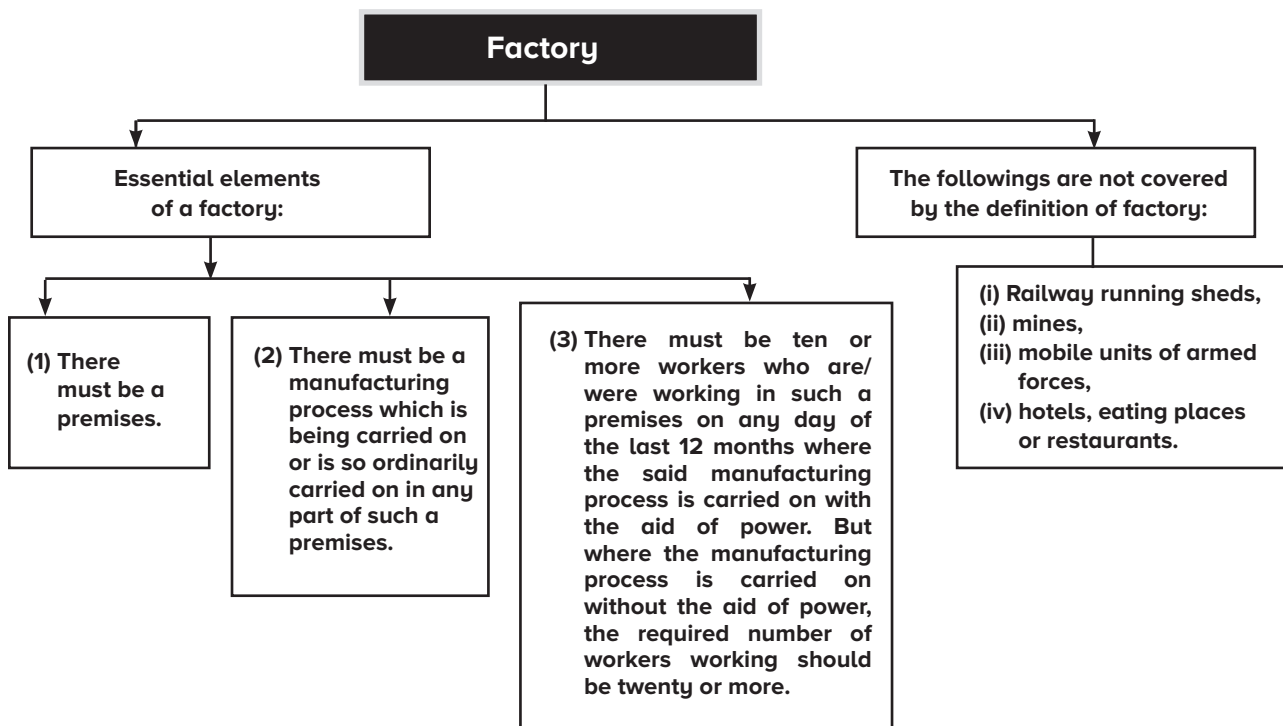 Factory
Essential elements
of a factory:
The followings are not covered
by the definition of factory:
(1) There
must be a
premises.
(2) There must be a
manufacturing
process which is
being carried on
or is so ordinarily
carried on in any
part of such a
premises.
(3) There must be ten or
more workers who are/
were working in such a
premises on any day of
the last 12 months where
the said manufacturing
process is carried on with
the aid of power. But
where the manufacturing
process is carried on
without the aid of power,
the required number of
workers working should
be twenty or more.
(i) Railway running sheds,
(ii) mines,
(iii) mobile units of armed
forces,
(iv) hotels, eating places
or restaurants.